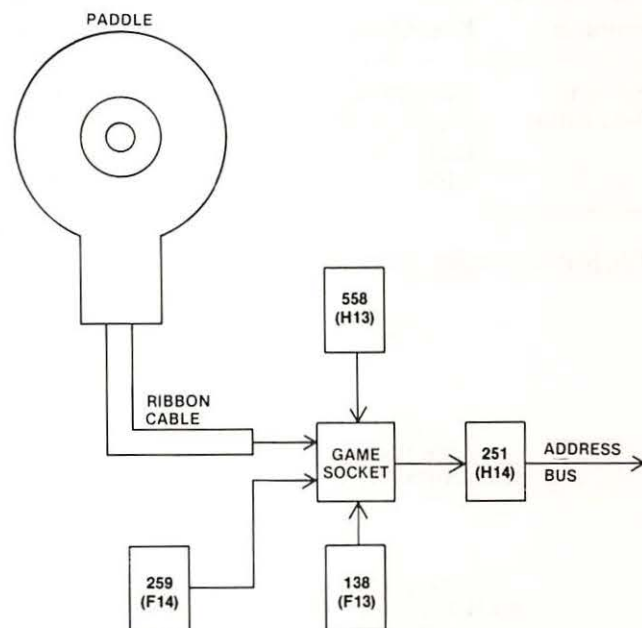 PADDLE
558
(H13)
RIBBON
CABLE
GAME
SOCKET
251
(H14)
ADDRESS
BUS
259
(F14)
138
(F13)